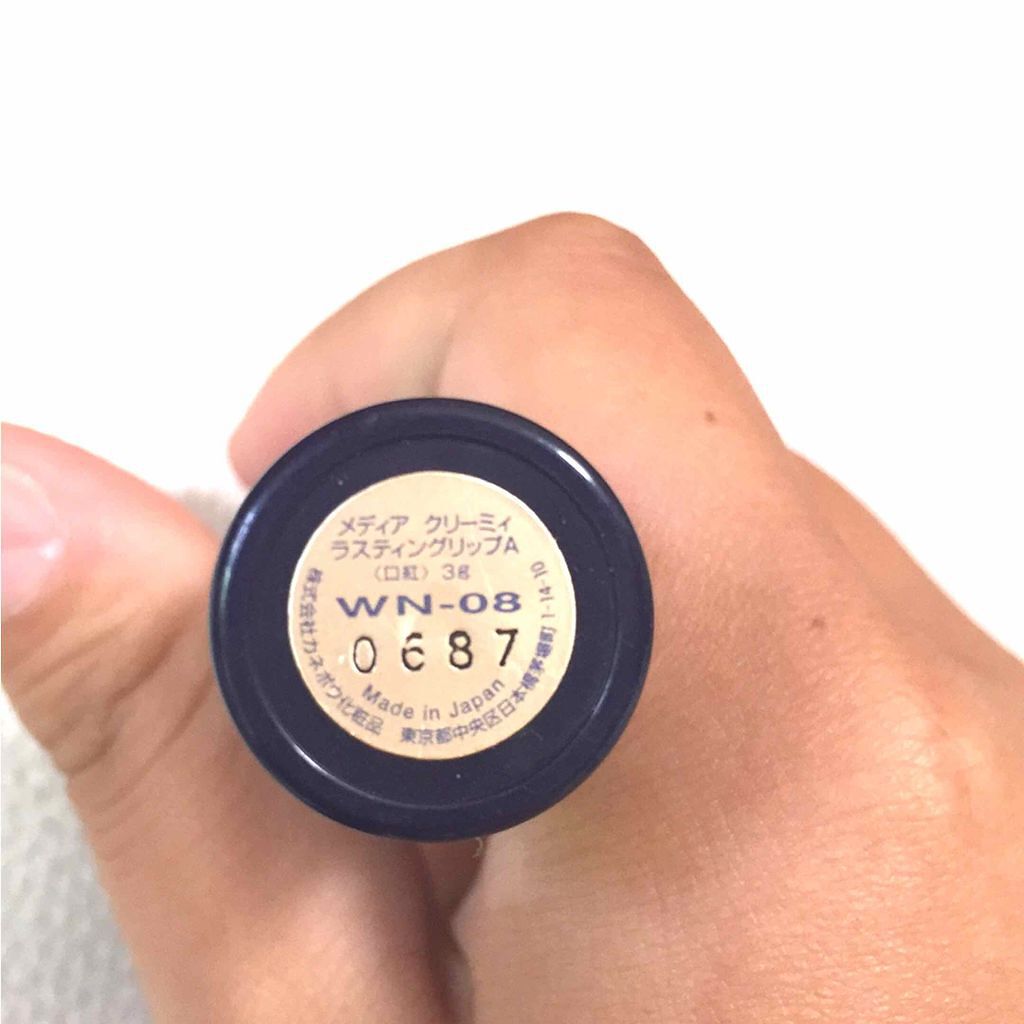 メディア クリーミィ
ラスティングリップA
〈口紅〉3g
WN-08
0687
Made in Japan
株式会社カネボウ化粧品 東京都中央区日本橋茅場町1-14-10